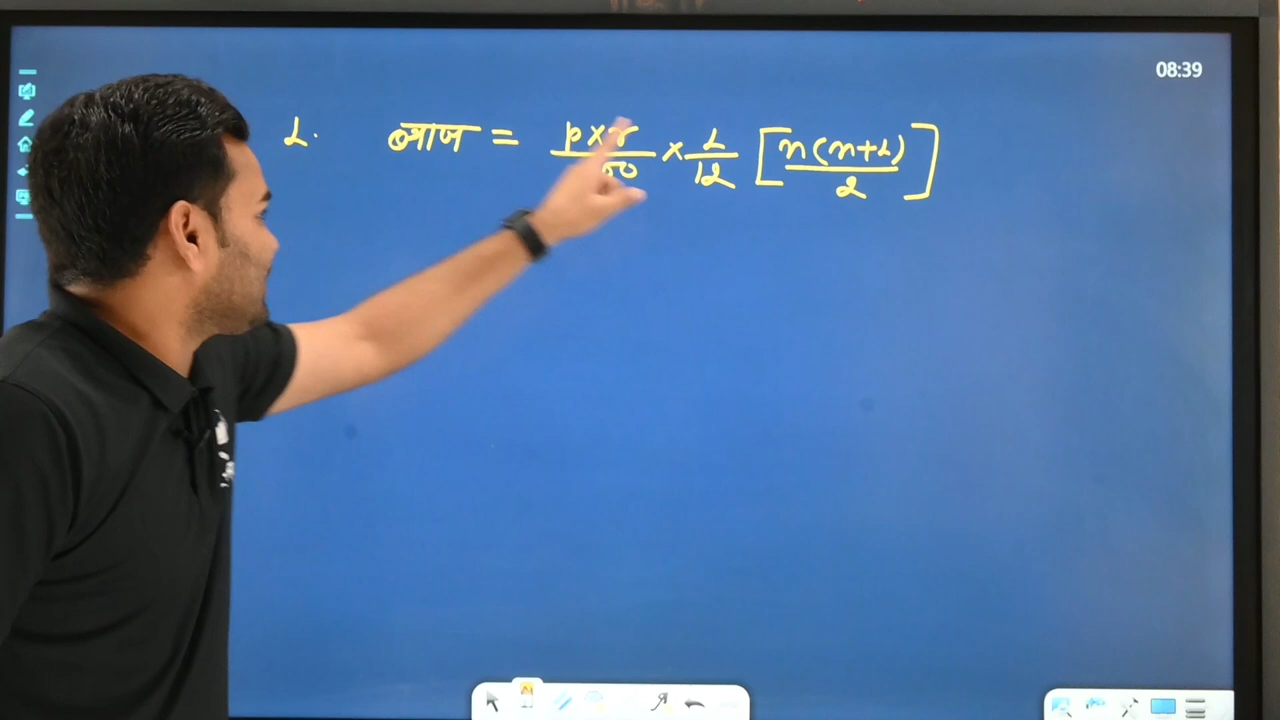 08:39
1. ब्याज = p×r/100 × 1/12 [n(n+1)/2]